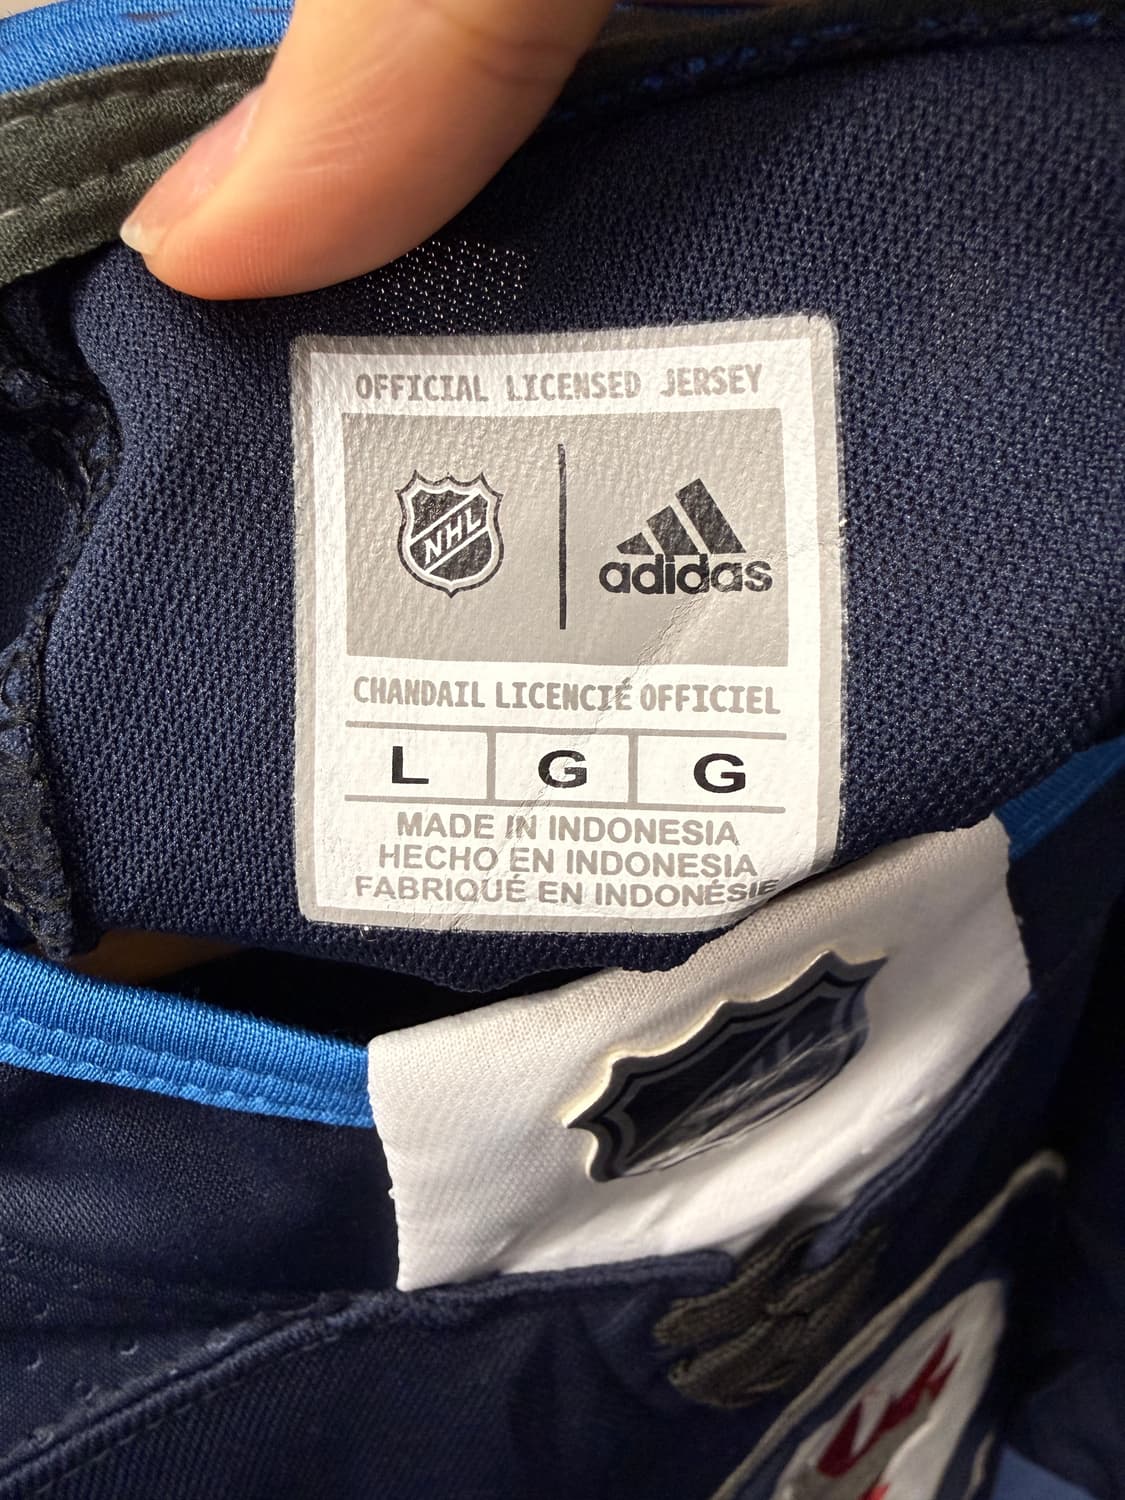 OFFICIAL LICENSED JERSEY
NHL
adidas
CHANDAIL LICENCIÉ OFFICIEL
L G G
MADE IN INDONESIA
HECHO EN INDONESIA
FABRIQUÉ EN INDONÉSIE